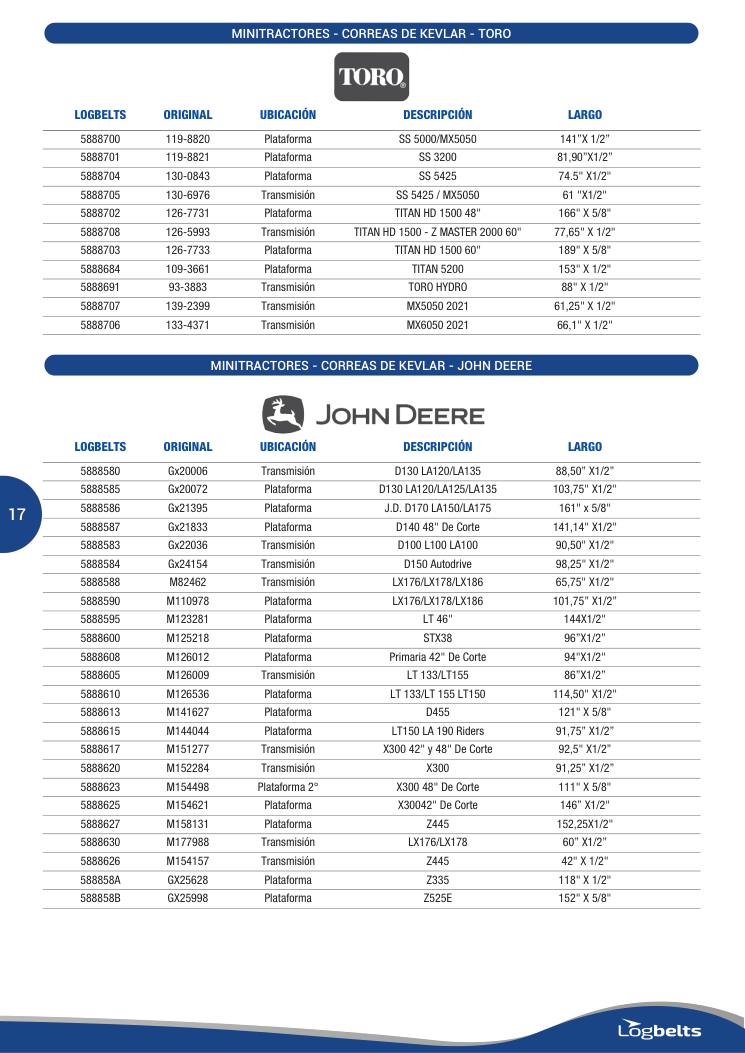 MINITRACTORES - CORREAS DE KEVLAR - TORO
TORO®
LOGBELTS ORIGINAL UBICACIÓN DESCRIPCIÓN LARGO
5888700 119-8820 Plataforma SS 5000/MX5050 141”X 1/2”
5888701 119-8821 Plataforma SS 3200 81,90”X1/2”
5888704 130-0843 Plataforma SS 5425 74.5" X1/2"
5888705 130-6976 Transmisión SS 5425 / MX5050 61 "X1/2"
5888702 126-7731 Plataforma TITAN HD 1500 48" 166" X 5/8"
5888708 126-5993 Transmisión TITAN HD 1500 - Z MASTER 2000 60" 77,65" X 1/2"
5888703 126-7733 Plataforma TITAN HD 1500 60" 189" X 5/8"
5888684 109-3661 Plataforma TITAN 5200 153" X 1/2"
5888691 93-3883 Transmisión TORO HYDRO 88" X 1/2"
5888707 139-2399 Transmisión MX5050 2021 61,25" X 1/2"
5888706 133-4371 Transmisión MX6050 2021 66,1" X 1/2"
MINITRACTORES - CORREAS DE KEVLAR - JOHN DEERE
JOHN DEERE
LOGBELTS ORIGINAL UBICACIÓN DESCRIPCIÓN LARGO
5888580 Gx20006 Transmisión D130 LA120/LA135 88,50” X1/2”
5888585 Gx20072 Plataforma D130 LA120/LA125/LA135 103,75" X1/2"
5888586 Gx21395 Plataforma J.D. D170 LA150/LA175 161" x 5/8"
5888587 Gx21833 Plataforma D140 48" De Corte 141,14" X1/2"
5888583 Gx22036 Transmisión D100 L100 LA100 90,50" X1/2"
5888584 Gx24154 Transmisión D150 Autodrive 98,25" X1/2"
5888588 M82462 Transmisión LX176/LX178/LX186 65,75" X1/2"
5888590 M110978 Plataforma LX176/LX178/LX186 101,75” X1/2”
5888595 M123281 Plataforma LT 46" 144X1/2"
5888600 M125218 Plataforma STX38 96”X1/2”
5888608 M126012 Plataforma Primaria 42" De Corte 94"X1/2"
5888605 M126009 Transmisión LT 133/LT155 86”X1/2”
5888610 M126536 Plataforma LT 133/LT 155 LT150 114,50" X1/2"
5888613 M141627 Plataforma D455 121" X 5/8"
5888615 M144044 Plataforma LT150 LA 190 Riders 91,75” X1/2”
5888617 M151277 Transmisión X300 42" y 48" De Corte 92,5" X1/2"
5888620 M152284 Transmisión X300 91,25” X1/2”
5888623 M154498 Plataforma 2° X300 48" De Corte 111" X 5/8"
5888625 M154621 Plataforma X30042" De Corte 146” X1/2”
5888627 M158131 Plataforma Z445 152,25X1/2"
5888630 M177988 Transmisión LX176/LX178 60” X1/2”
5888626 M154157 Transmisión Z445 42" X 1/2"
588858A GX25628 Plataforma Z335 118" X 1/2"
588858B GX25998 Plataforma Z525E 152" X 5/8"
17
Logbelts